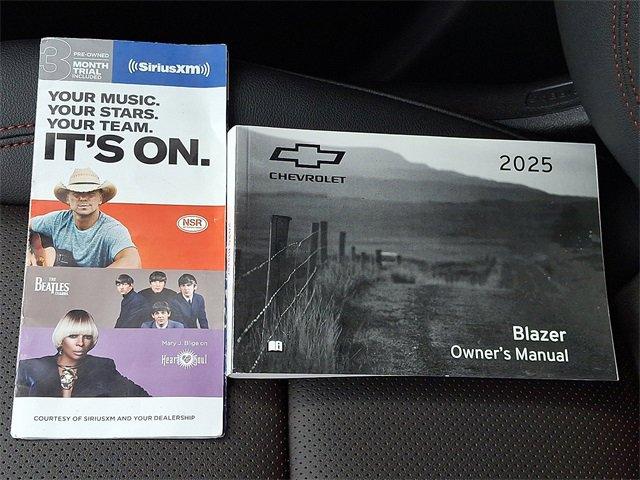 3
PRE-OWNED
MONTH
TRIAL
INCLUDED
((SiriusXM))
YOUR MUSIC.
YOUR STARS.
YOUR TEAM.
IT'S ON.
NSR
THE
BEATLES
CHANNEL
Mary J. Blige on
Heart & Soul
COURTESY OF SIRIUSXM AND YOUR DEALERSHIP
CHEVROLET
2025
Blazer
Owner's Manual